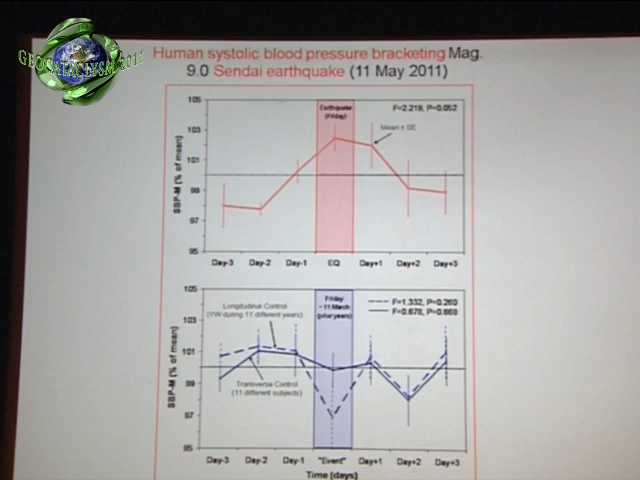 GEOCATACLYSM 2011
Human systolic blood pressure bracketing Mag.
9.0 Sendai earthquake (11 May 2011)
105
103
101
99
97
95
SBP-M (% of mean)
Earthquake
(Friday)
F=2.219, P=0.052
Mean ± SE
Day-3 Day-2 Day-1 EQ Day+1 Day+2 Day+3
105
103
101
99
97
95
SBP-M (% of mean)
Longitudinal Control
(YW during 11 different years)
Friday
~11 March
(prior years)
F=1.332, P=0.260
F=0.678, P=0.668
Transverse Control
(11 different subjects)
Day-3 Day-2 Day-1 "Event" Day+1 Day+2 Day+3
Time (days)